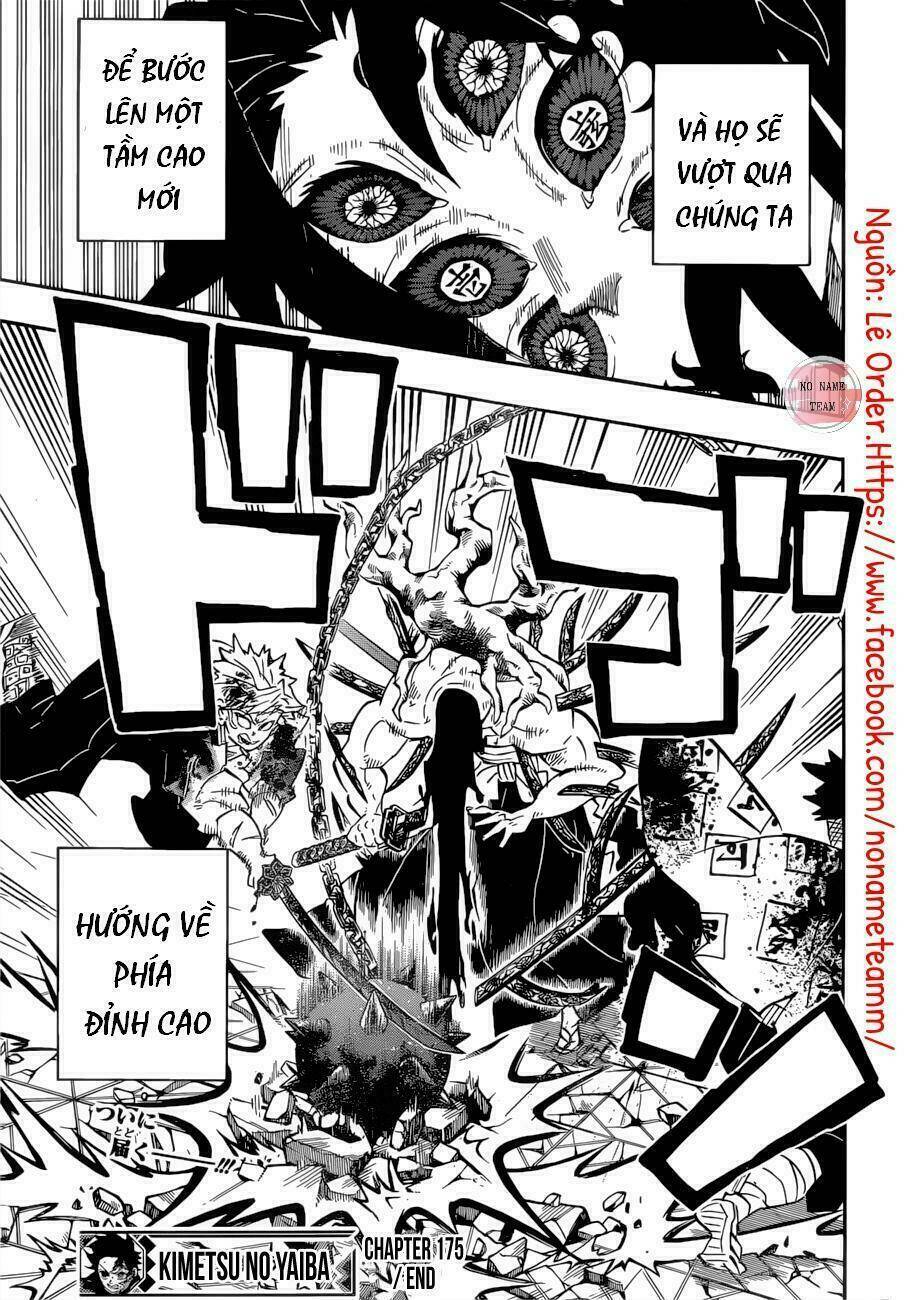 VÀ HỌ SẼ
VƯỢT QUA
CHÚNG TA
ĐỂ BƯỚC
LÊN MỘT
TẦM CAO
MỚI
NO NAME
TEAM
Nguồn: Lê Order.Https://www.facebook.com/nonameteamm/
ゴ
ド
HƯỚNG VỀ
PHÍA
ĐỈNH CAO
ついに
届く――!!!
KIMETSU NO YAIBA
CHAPTER 175
/ END